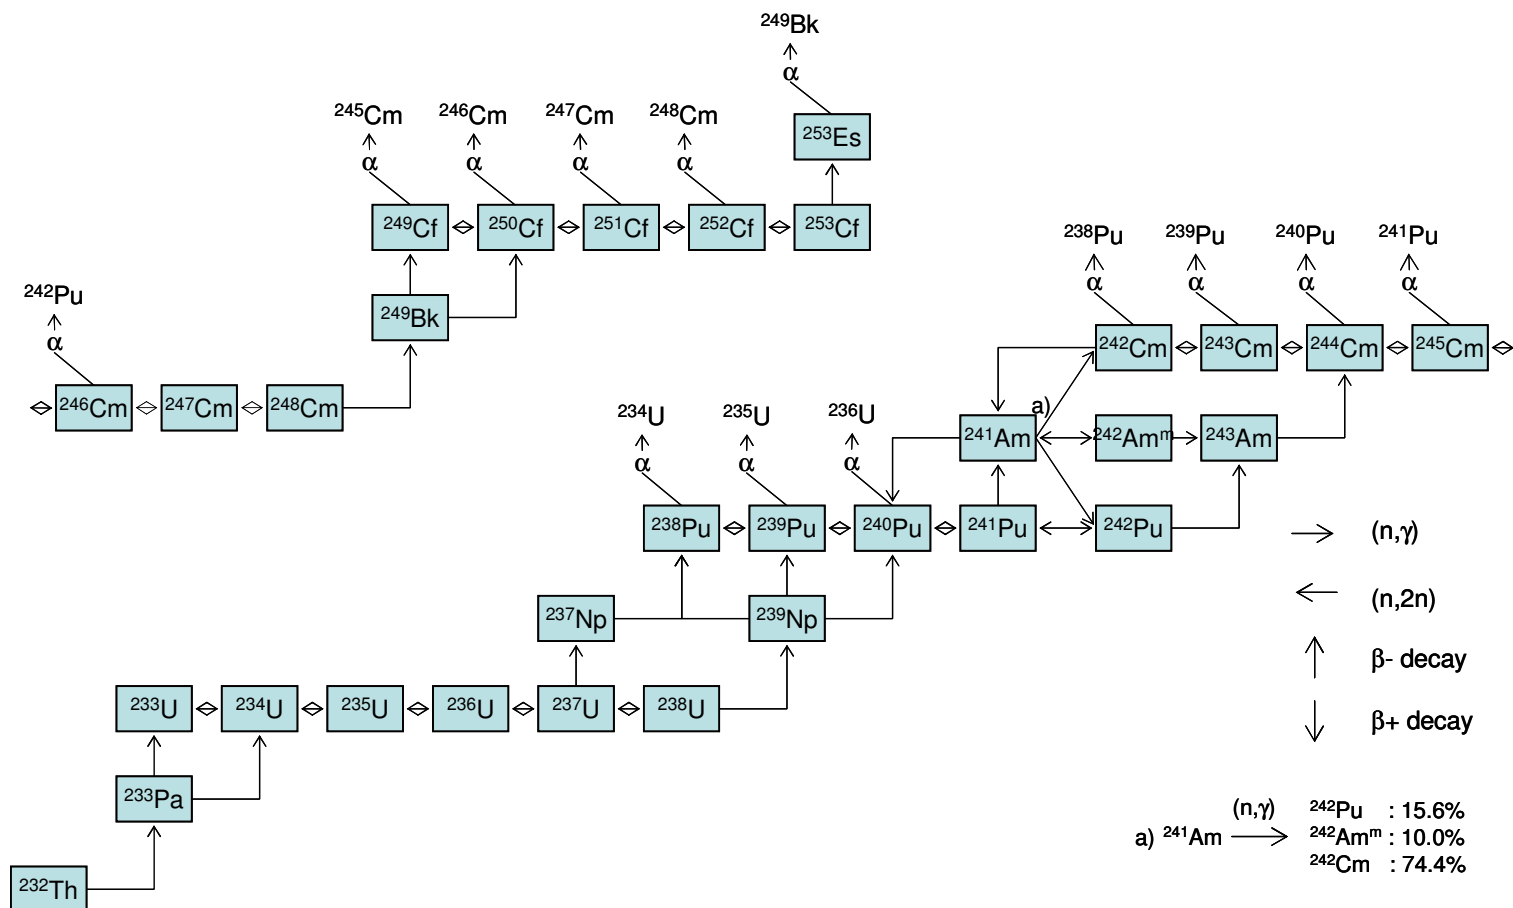 ²⁴⁹Bk
α
²⁴⁵Cm ²⁴⁶Cm ²⁴⁷Cm ²⁴⁸Cm
²⁵³Es
α α α α
²⁴⁹Cf ²⁵⁰Cf ²⁵¹Cf ²⁵²Cf ²⁵³Cf
²³⁸Pu ²³⁹Pu ²⁴⁰Pu ²⁴¹Pu
α α α α
²⁴²Pu
²⁴⁹Bk
α
²⁴²Cm ²⁴³Cm ²⁴⁴Cm ²⁴⁵Cm
²⁴⁶Cm ²⁴⁷Cm ²⁴⁸Cm
a)
²³⁴U ²³⁵U ²³⁶U
²⁴¹Am ²⁴²Amᵐ ²⁴³Am
α α α
²³⁸Pu ²³⁹Pu ²⁴⁰Pu ²⁴¹Pu ²⁴²Pu
(n,γ)
(n,2n)
²³⁷Np ²³⁹Np
β- decay
²³³U ²³⁴U ²³⁵U ²³⁶U ²³⁷U ²³⁸U
β+ decay
²³³Pa
(n,γ) ²⁴²Pu : 15.6%
a) ²⁴¹Am ²⁴²Amᵐ : 10.0%
²⁴²Cm : 74.4%
²³²Th